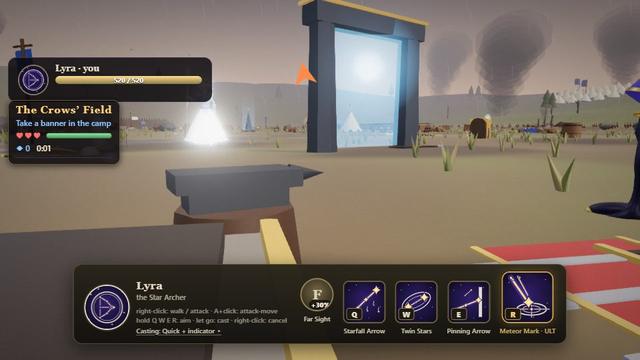 Lyra - you
520 / 520
The Crows' Field
Take a banner in the camp
0 0:01
F
+30%
Far Sight
Lyra
the Star Archer
right-click: walk / attack · A+click: attack-move
hold Q W E R: aim · let go: cast · right-click: cancel
Casting: Quick + indicator
Q
Starfall Arrow
W
Twin Stars
E
Pinning Arrow
R
Meteor Mark · ULT